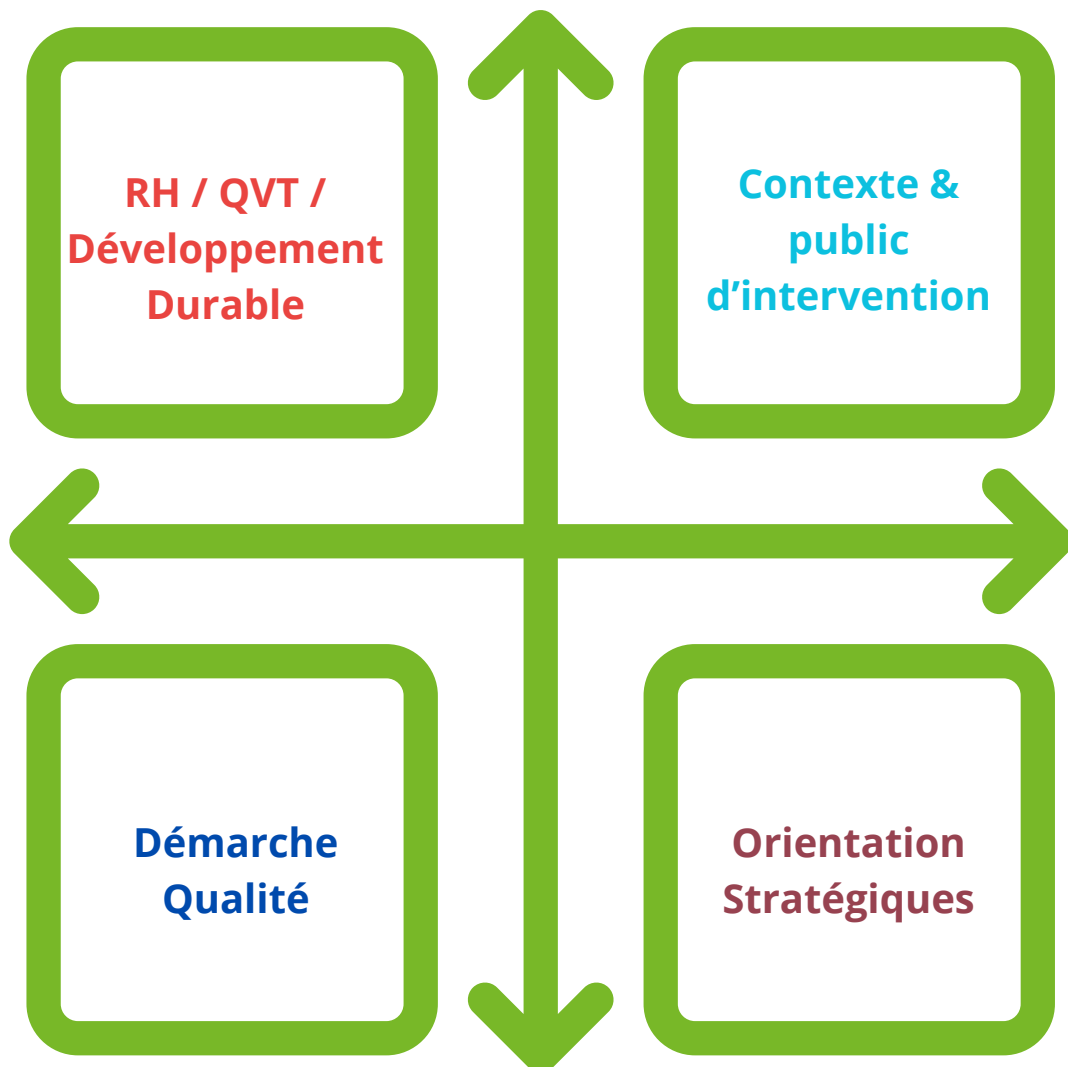 RH / QVT /
Développement
Durable
Contexte &
public
d’intervention
Démarche
Qualité
Orientation
Stratégiques